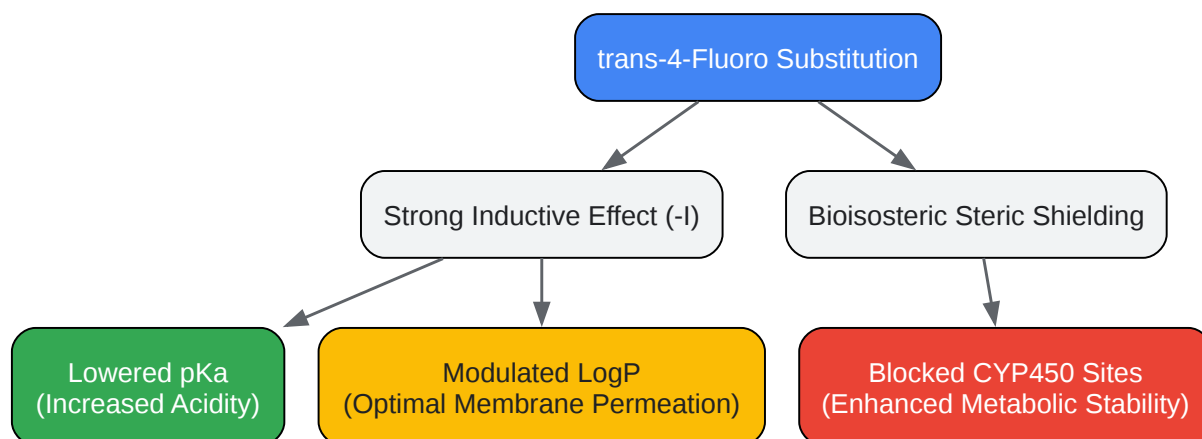 trans-4-Fluoro Substitution
Strong Inductive Effect (-I)
Bioisosteric Steric Shielding
Lowered pKa
(Increased Acidity)
Modulated LogP
(Optimal Membrane Permeation)
Blocked CYP450 Sites
(Enhanced Metabolic Stability)